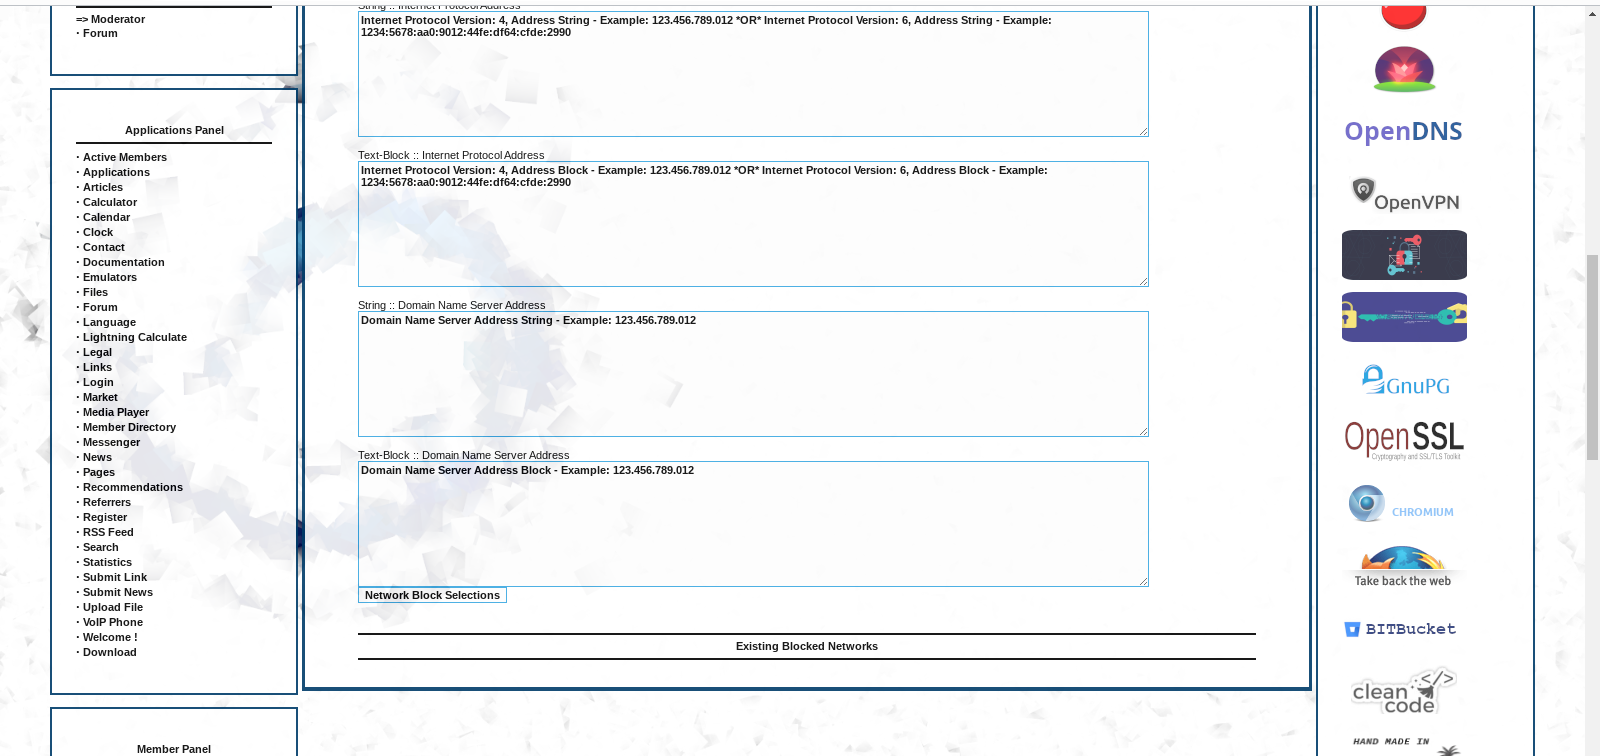 => Moderator
· Forum
Applications Panel
· Active Members
· Applications
· Articles
· Calculator
· Calendar
· Clock
· Contact
· Documentation
· Emulators
· Files
· Forum
· Language
· Lightning Calculate
· Legal
· Links
· Login
· Market
· Media Player
· Member Directory
· Messenger
· News
· Pages
· Recommendations
· Referrers
· Register
· RSS Feed
· Search
· Statistics
· Submit Link
· Submit News
· Upload File
· VoIP Phone
· Welcome !
· Download
Member Panel
String :: Internet Protocol Address
Internet Protocol Version: 4, Address String - Example: 123.456.789.012 *OR* Internet Protocol Version: 6, Address String - Example:
1234:5678:aa0:9012:44fe:df64:cfde:2990
Text-Block :: Internet Protocol Address
Internet Protocol Version: 4, Address Block - Example: 123.456.789.012 *OR* Internet Protocol Version: 6, Address Block - Example:
1234:5678:aa0:9012:44fe:df64:cfde:2990
String :: Domain Name Server Address
Domain Name Server Address String - Example: 123.456.789.012
Text-Block :: Domain Name Server Address
Domain Name Server Address Block - Example: 123.456.789.012
Network Block Selections
Existing Blocked Networks
OpenDNS
OpenVPN
GnuPG
OpenSSL
Cryptography and SSL/TLS Toolkit
CHROMIUM
Take back the web
BITBucket
clean
code
</>
HAND MADE IN